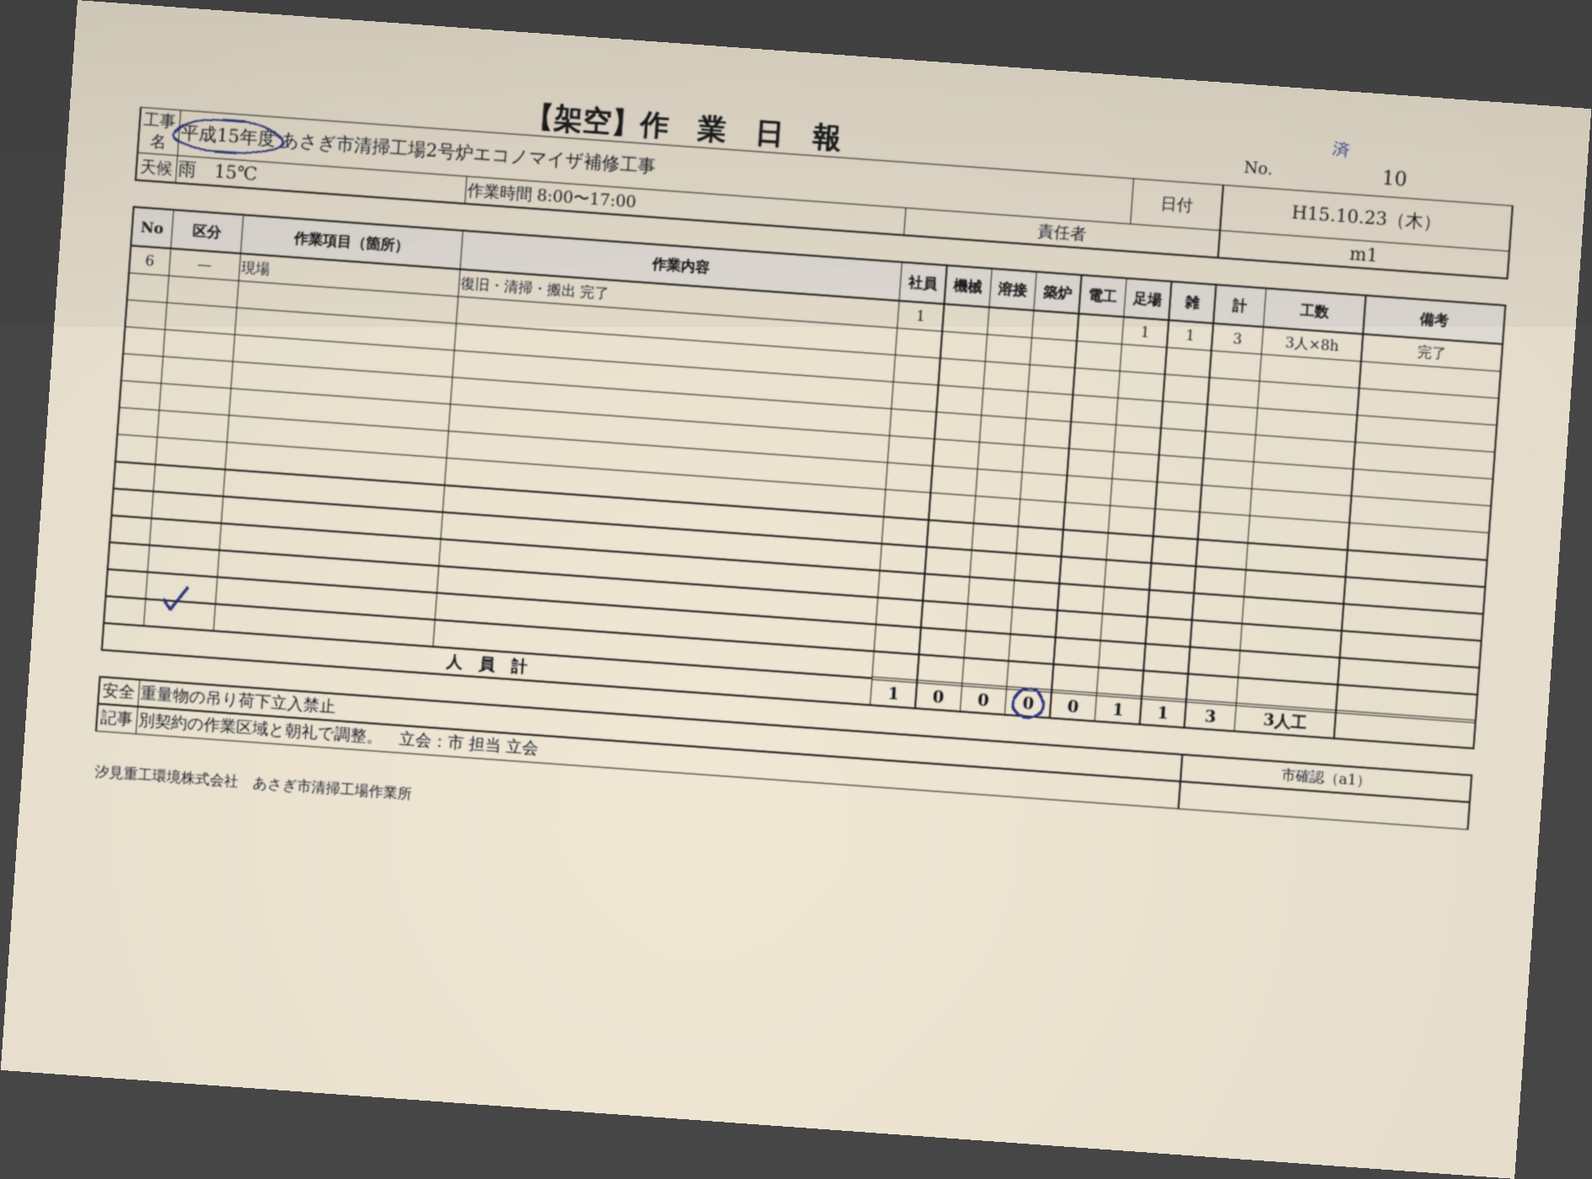 【架空】作　業　日　報
済
No. 10
工事名 平成15年度 あさぎ市清掃工場2号炉エコノマイザ補修工事 日付 H15.10.23（木）
天候 雨　15℃ 作業時間 8:00〜17:00 責任者 m1
No 区分 作業項目（箇所） 作業内容 社員 機械 溶接 築炉 電工 足場 雑 計 工数 備考
6 — 現場 復旧・清掃・搬出 完了 1 1 1 3 3人×8h 完了
人　員　計 1 0 0 0 0 1 1 3 3人工
安全 重量物の吊り荷下立入禁止 市確認（a1）
記事 別契約の作業区域と朝礼で調整。　立会：市 担当 立会
汐見重工環境株式会社　あさぎ市清掃工場作業所